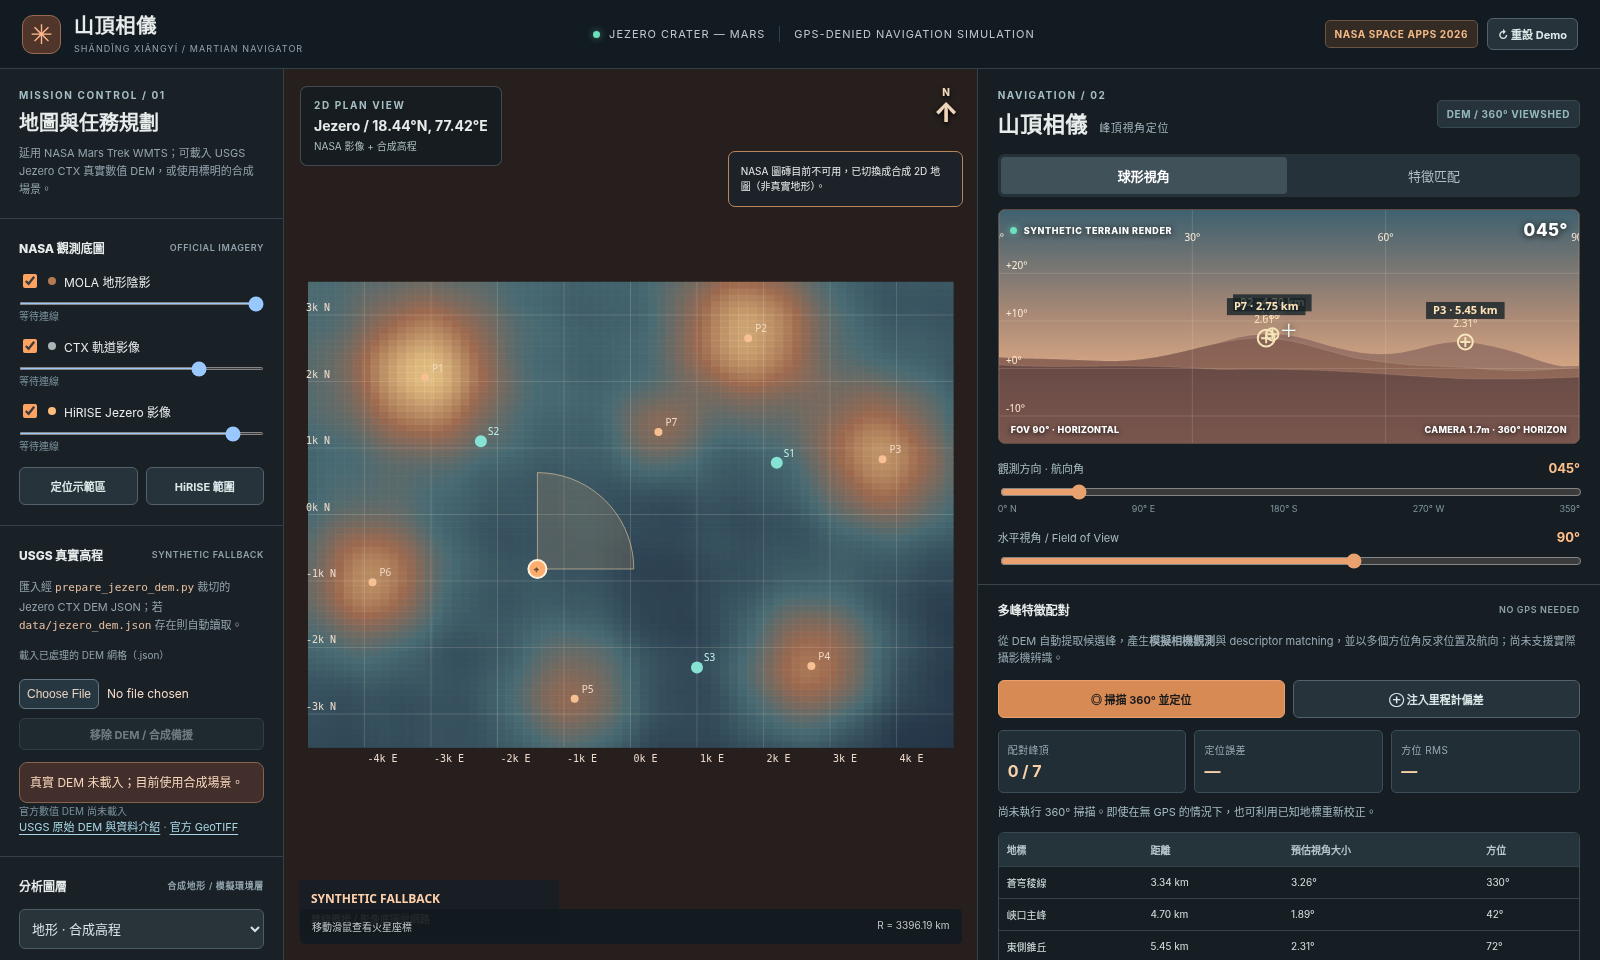 山頂相儀
SHĀNDǏNG XIÀNGYÍ / MARTIAN NAVIGATOR
JEZERO CRATER — MARS
GPS-DENIED NAVIGATION SIMULATION
NASA SPACE APPS 2026
↻ 重設 Demo
MISSION CONTROL / 01
地圖與任務規劃
延用 NASA Mars Trek WMTS；可載入 USGS
Jezero CTX 真實數值 DEM，或使用標明的合成
場景。
NASA 觀測底圖
OFFICIAL IMAGERY
MOLA 地形陰影
等待連線
CTX 軌道影像
等待連線
HiRISE Jezero 影像
等待連線
定位示範區
HiRISE 範圍
USGS 真實高程
SYNTHETIC FALLBACK
匯入經 prepare_jezero_dem.py 裁切的
Jezero CTX DEM JSON；若
data/jezero_dem.json 存在則自動讀取。
載入已處理的 DEM 網格（.json）
Choose File No file chosen
移除 DEM / 合成備援
真實 DEM 未載入；目前使用合成場景。
官方數值 DEM 尚未載入
USGS 原始 DEM 與資料介紹 · 官方 GeoTIFF
分析圖層
合成地形 / 模擬環境層
地形 · 合成高程
2D PLAN VIEW
Jezero / 18.44°N, 77.42°E
NASA 影像 + 合成高程
N
NASA 圖磚目前不可用，已切換成合成 2D 地
圖（非真實地形）。
3k N
2k N
1k N
0k N
-1k N
-2k N
-3k N
P1
P2
P7
P3
S2
S1
P6
S3
P4
P5
-4k E
-3k E
-2k E
-1k E
0k E
1k E
2k E
3k E
4k E
SYNTHETIC FALLBACK
移動滑鼠查看火星座標
R = 3396.19 km
NAVIGATION / 02
山頂相儀 峰頂視角定位
DEM / 360° VIEWSHED
球形視角
特徵匹配
SYNTHETIC TERRAIN RENDER
045°
30°
60°
+20°
+10°
+0°
-10°
P7 · 2.75 km
P3 · 5.45 km
2.31°
FOV 90° · HORIZONTAL
CAMERA 1.7m · 360° HORIZON
觀測方向 · 航向角
045°
0° N
90° E
180° S
270° W
359°
水平視角 / Field of View
90°
多峰特徵配對
NO GPS NEEDED
從 DEM 自動提取候選峰，產生模擬相機觀測與 descriptor matching，並以多個方位角反求位置及航向；尚未支援實際
攝影機辨識。
◎ 掃描 360° 並定位
⊕ 注入里程計偏差
配對峰頂
0 / 7
定位誤差
—
方位 RMS
—
尚未執行 360° 掃描。即使在無 GPS 的情況下，也可利用已知地標重新校正。
地標 距離 預估視角大小 方位
蒼穹稜線 3.34 km 3.26° 330°
峽口主峰 4.70 km 1.89° 42°
東側錐丘 5.45 km 2.31° 72°